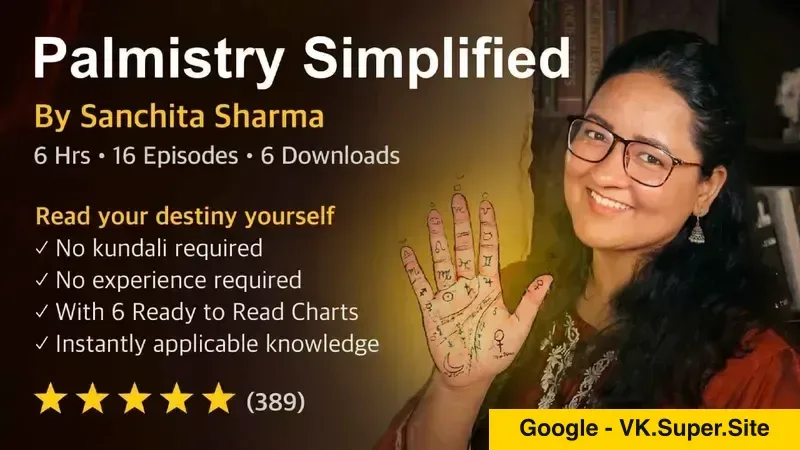 Palmistry Simplified
By Sanchita Sharma
6 Hrs • 16 Episodes • 6 Downloads
Read your destiny yourself
✓ No kundali required
✓ No experience required
✓ With 6 Ready to Read Charts
✓ Instantly applicable knowledge
(389)
Google - VK.Super.Site